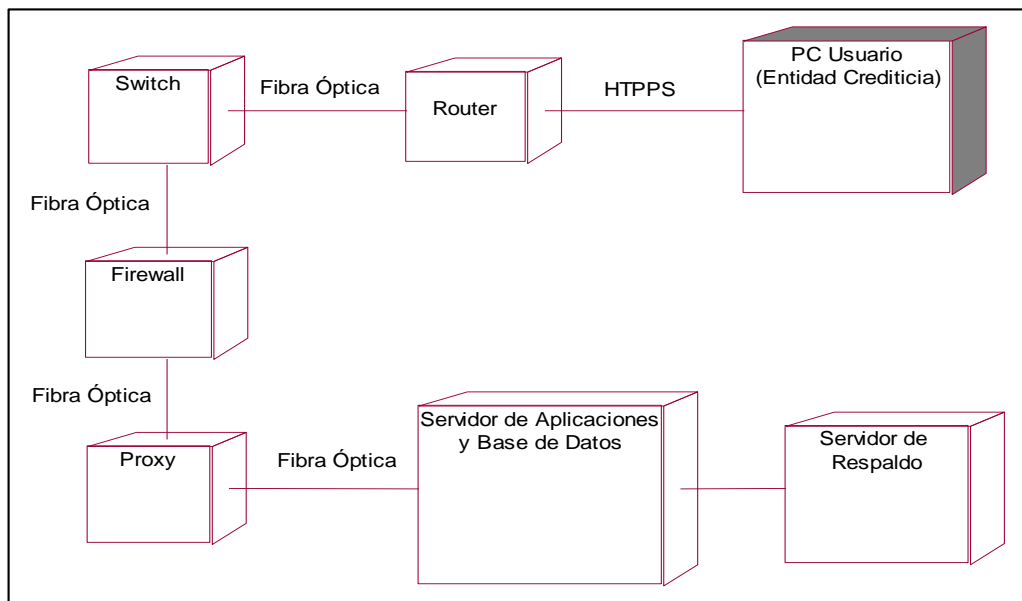 Switch
Fibra Óptica
Router
HTPPS
PC Usuario
(Entidad Crediticia)
Fibra Óptica
Firewall
Fibra Óptica
Proxy
Fibra Óptica
Servidor de Aplicaciones
y Base de Datos
Servidor de
Respaldo